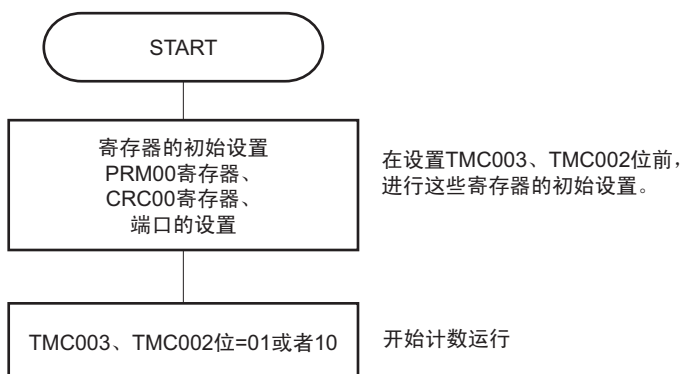 START
寄存器的初始设置
PRM00寄存器、
CRC00寄存器、
端口的设置
在设置TMC003、TMC002位前，
进行这些寄存器的初始设置。
TMC003、TMC002位=01或者10
开始计数运行